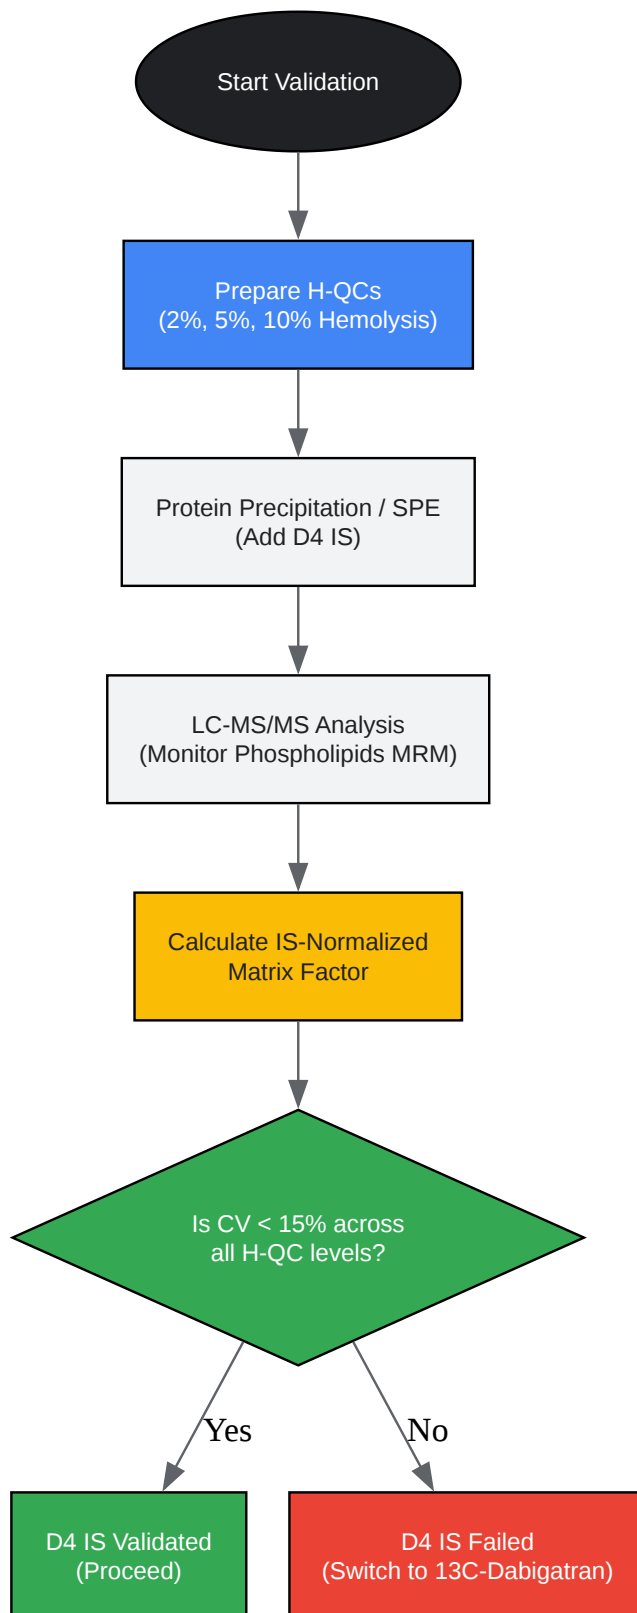 Start Validation
Prepare H-QCs
(2%, 5%, 10% Hemolysis)
Protein Precipitation / SPE
(Add D4 IS)
LC-MS/MS Analysis
(Monitor Phospholipids MRM)
Calculate IS-Normalized
Matrix Factor
Is CV < 15% across
all H-QC levels?
Yes
No
D4 IS Validated
(Proceed)
D4 IS Failed
(Switch to 13C-Dabigatran)